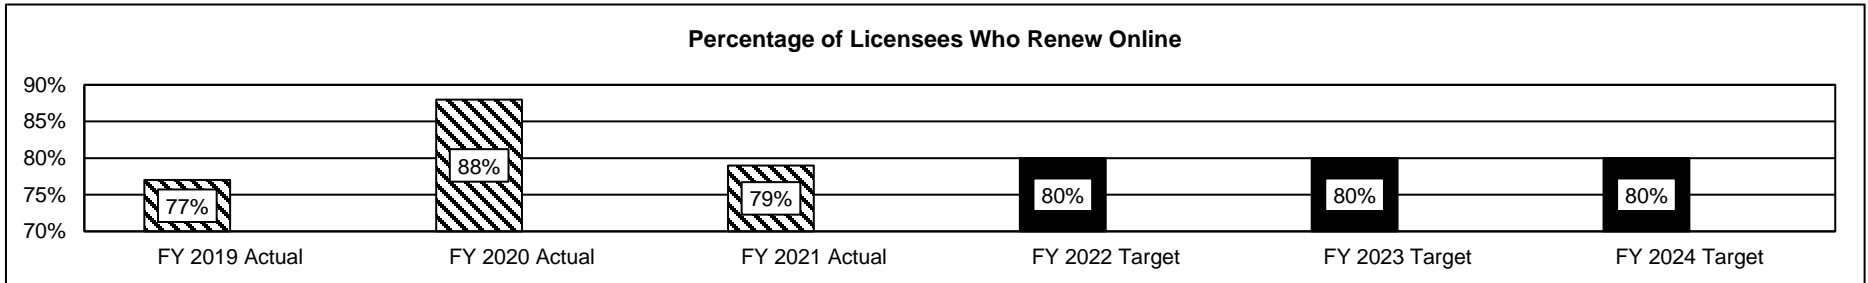 Percentage of Licensees Who Renew Online
90%
85%
80%
75%
70%
77%
88%
79%
80%
80%
80%
FY 2019 Actual
FY 2020 Actual
FY 2021 Actual
FY 2022 Target
FY 2023 Target
FY 2024 Target